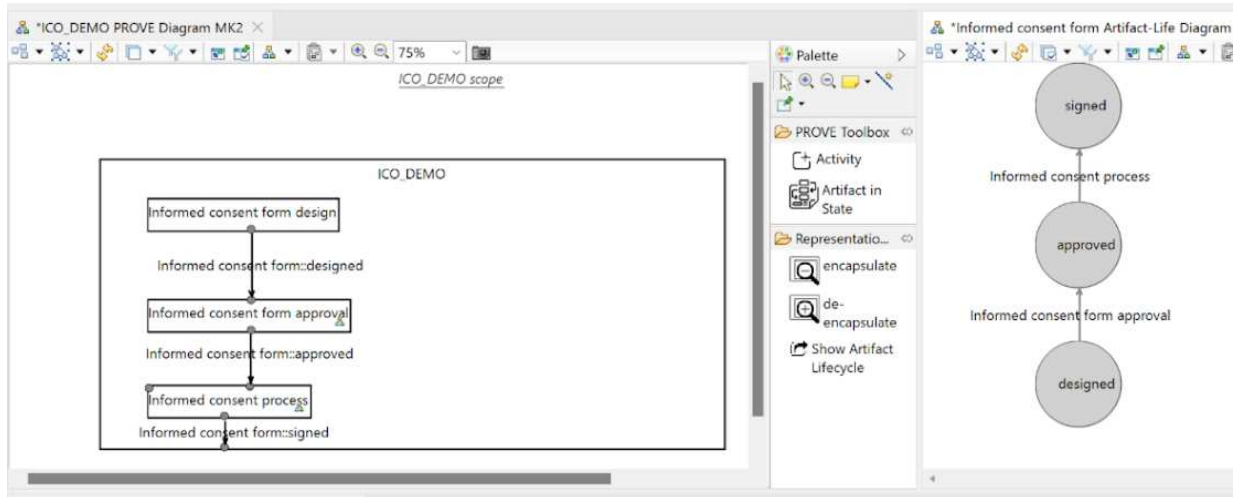 *ICO_DEMO PROVE Diagram MK2
75%
ICO_DEMO scope
ICO_DEMO
Informed consent form design
Informed consent form::designed
Informed consent form approval
Informed consent form::approved
Informed consent process
Informed consent form::signed
Palette
PROVE Toolbox
Activity
Artifact in
State
Representatio...
encapsulate
de-
encapsulate
Show Artifact
Lifecycle
*Informed consent form Artifact-Life Diagram
signed
Informed consent process
approved
Informed consent form approval
designed